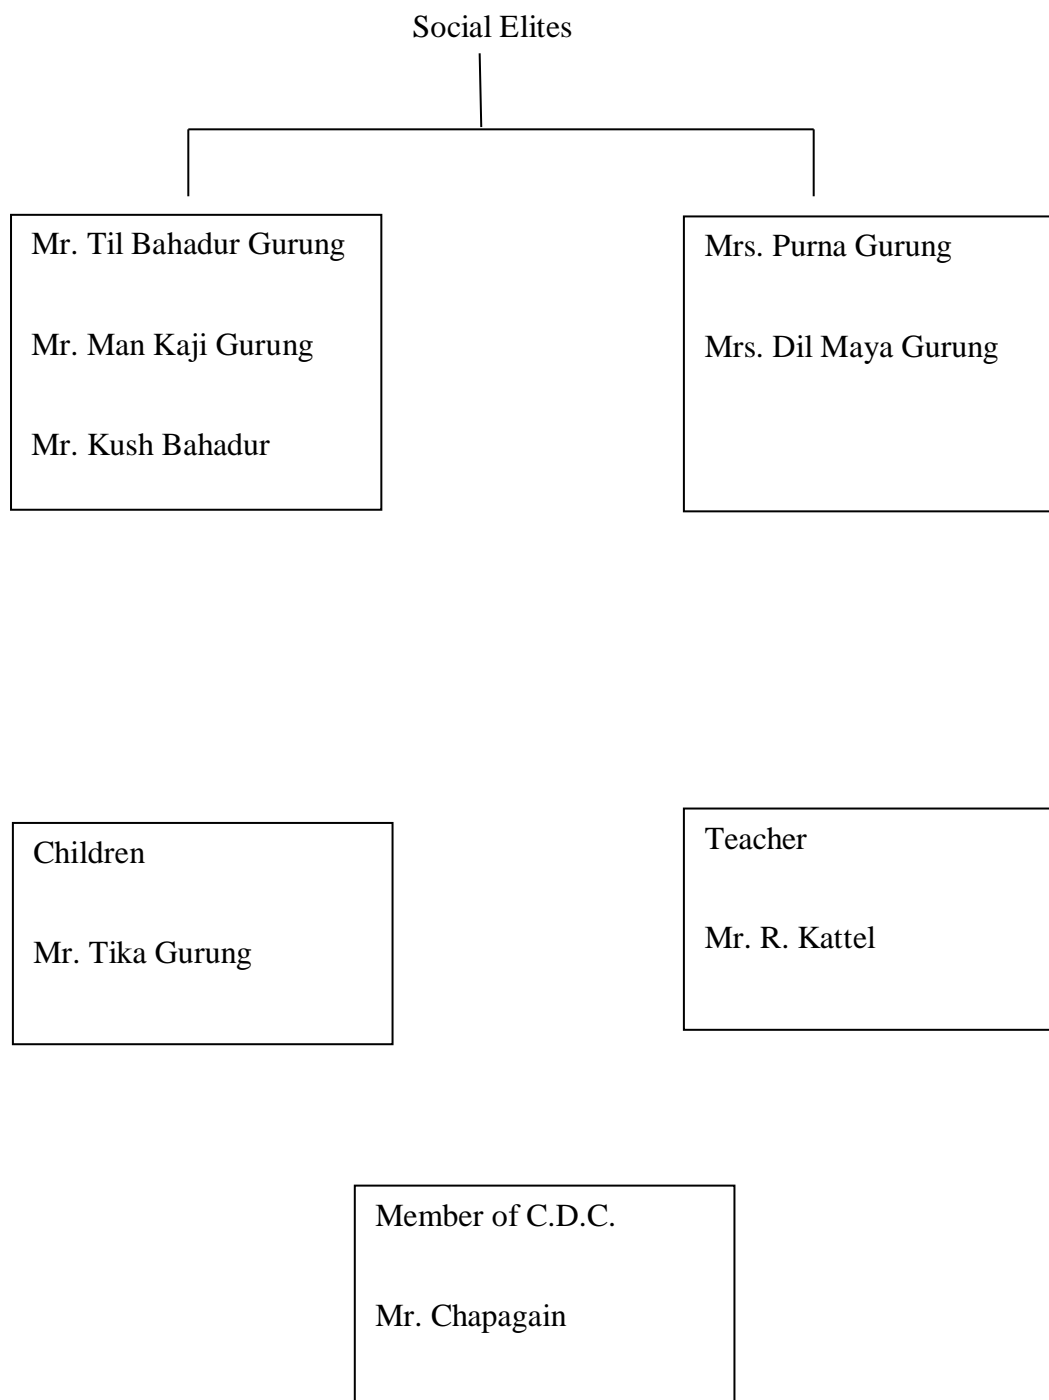 Social Elites
Mr. Til Bahadur Gurung
Mr. Man Kaji Gurung
Mr. Kush Bahadur
Mrs. Purna Gurung
Mrs. Dil Maya Gurung
Children
Mr. Tika Gurung
Teacher
Mr. R. Kattel
Member of C.D.C.
Mr. Chapagain